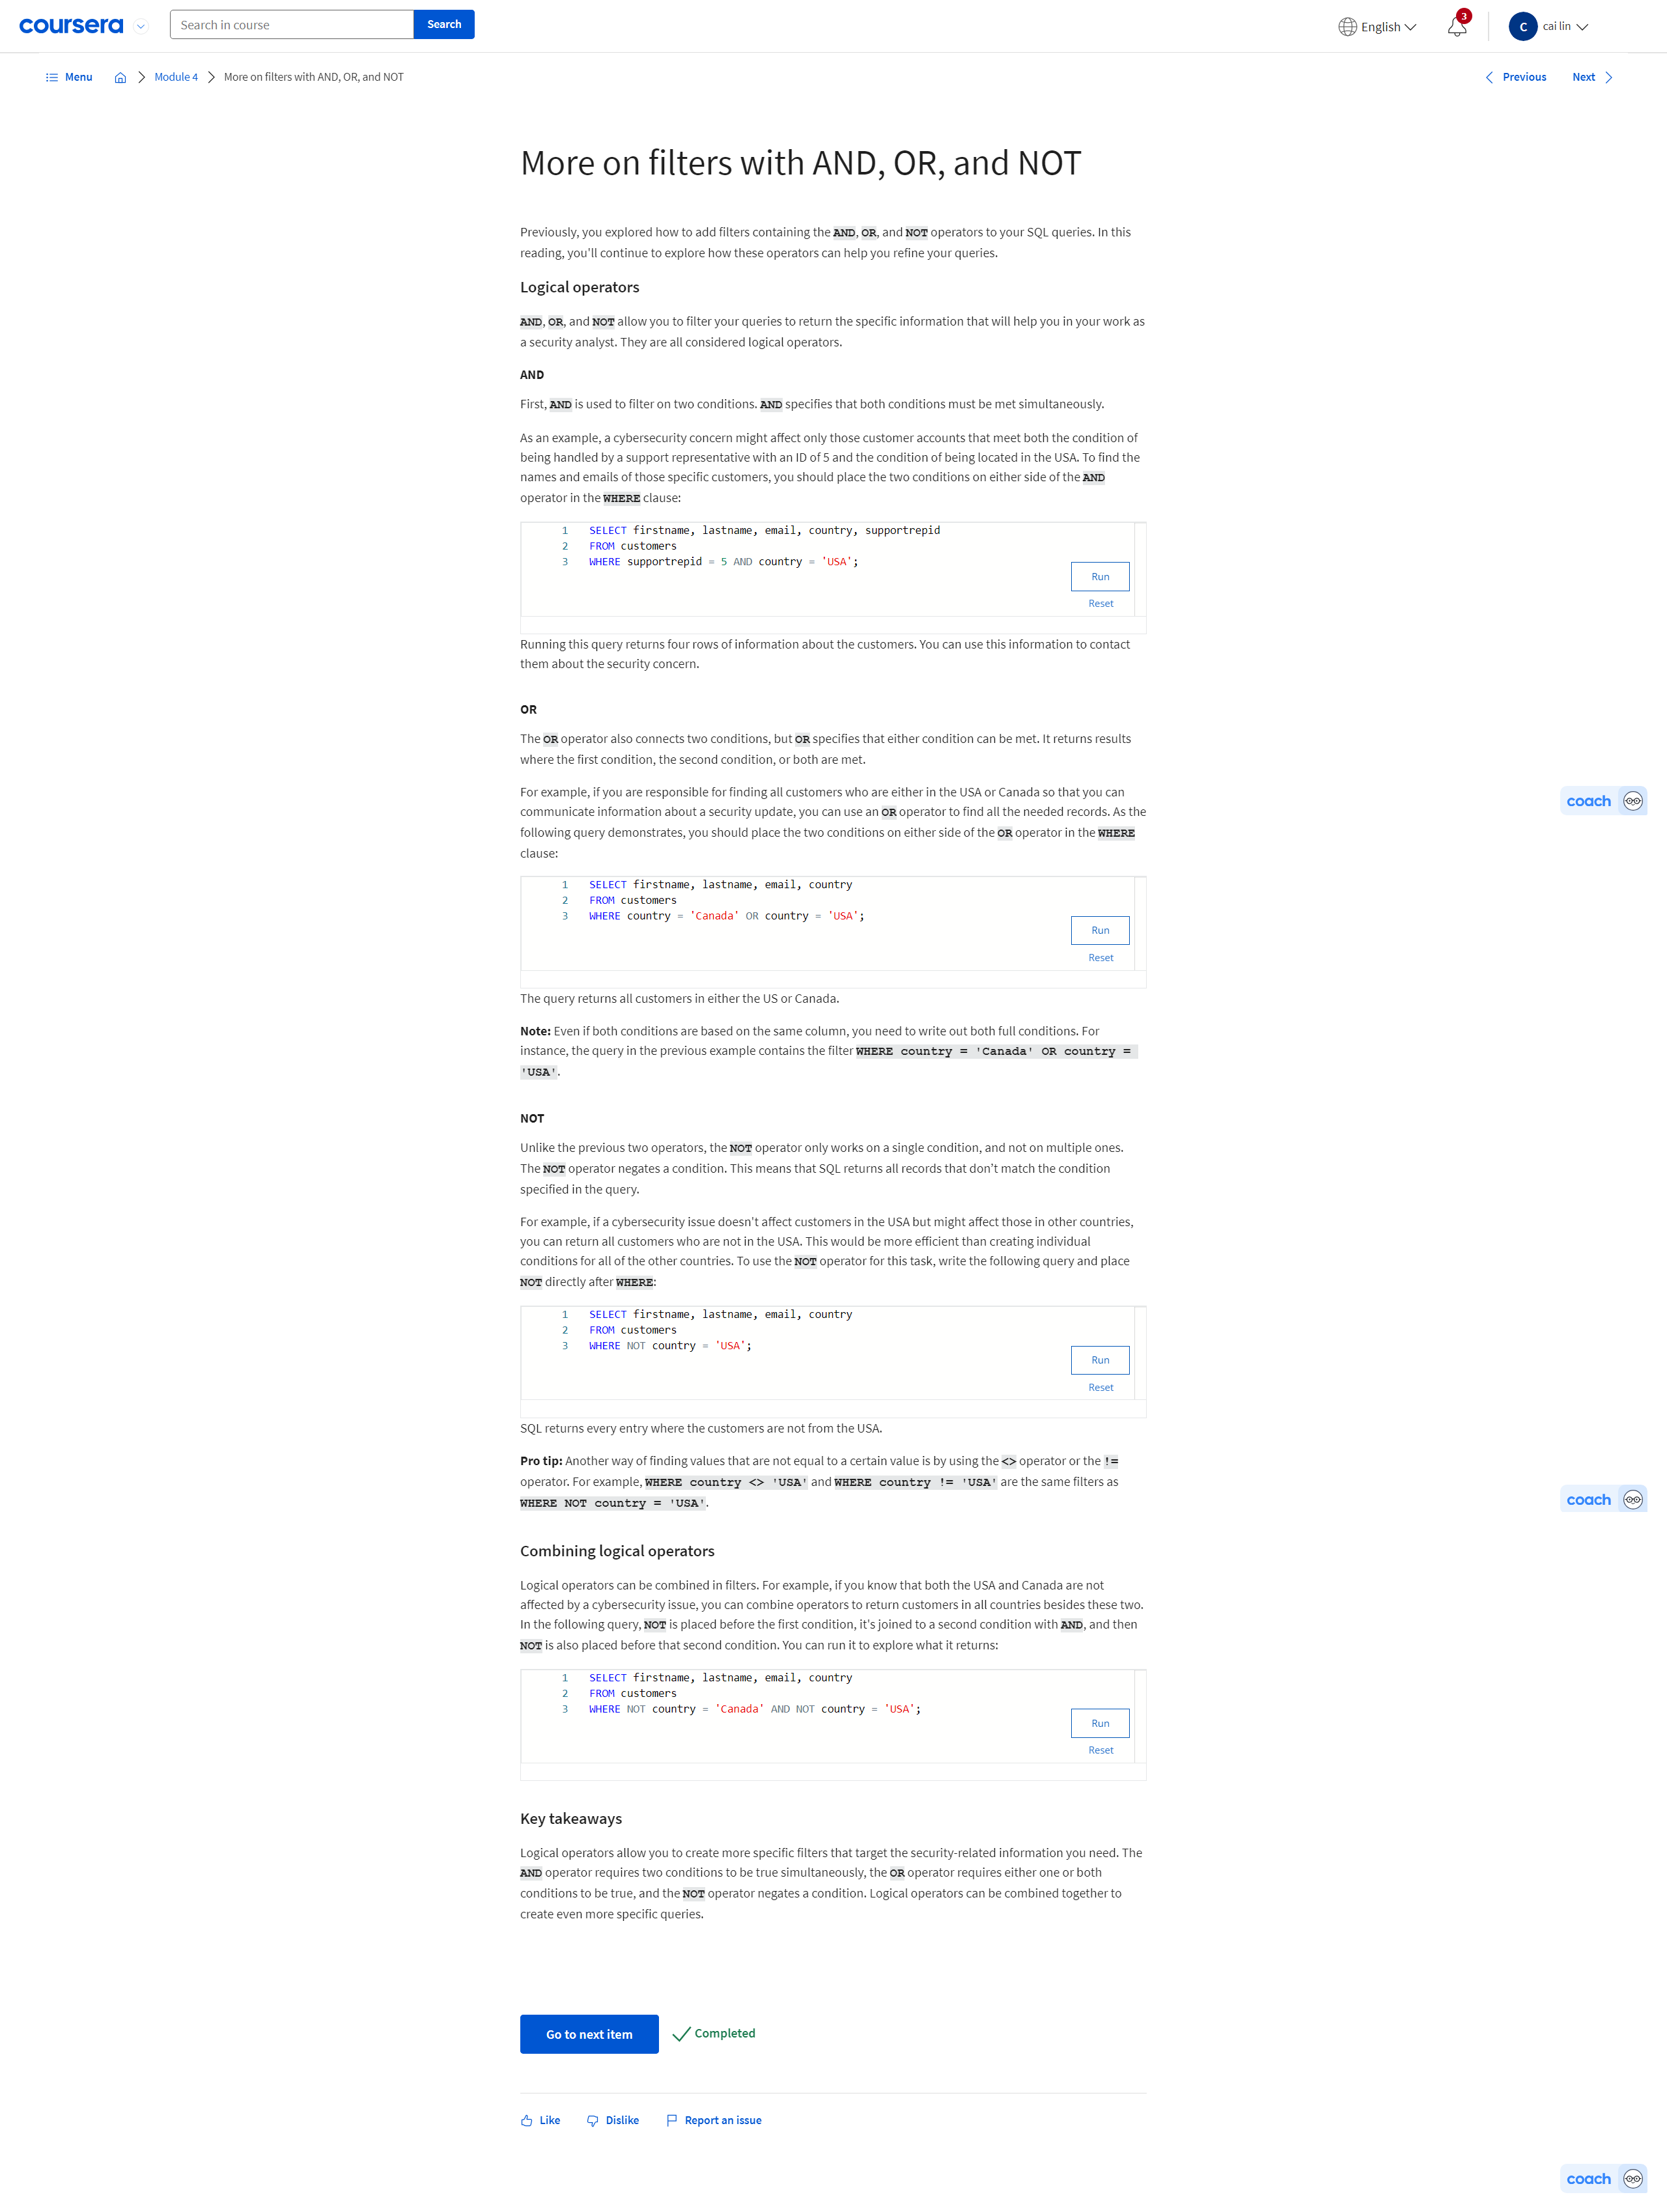 coursera
Search in course
Search
English
3
C
cai lin
Menu
Module 4
More on filters with AND, OR, and NOT
Previous
Next
More on filters with AND, OR, and NOT
Previously, you explored how to add filters containing the AND, OR, and NOT operators to your SQL queries. In this
reading, you'll continue to explore how these operators can help you refine your queries.
Logical operators
AND, OR, and NOT allow you to filter your queries to return the specific information that will help you in your work as
a security analyst. They are all considered logical operators.
AND
First, AND is used to filter on two conditions. AND specifies that both conditions must be met simultaneously.
As an example, a cybersecurity concern might affect only those customer accounts that meet both the condition of
being handled by a support representative with an ID of 5 and the condition of being located in the USA. To find the
names and emails of those specific customers, you should place the two conditions on either side of the AND
operator in the WHERE clause:
1 SELECT firstname, lastname, email, country, supportrepid
2 FROM customers
3 WHERE supportrepid = 5 AND country = 'USA';
Run
Reset
Running this query returns four rows of information about the customers. You can use this information to contact
them about the security concern.
OR
The OR operator also connects two conditions, but OR specifies that either condition can be met. It returns results
where the first condition, the second condition, or both are met.
For example, if you are responsible for finding all customers who are either in the USA or Canada so that you can
communicate information about a security update, you can use an OR operator to find all the needed records. As the
following query demonstrates, you should place the two conditions on either side of the OR operator in the WHERE
clause:
coach
1 SELECT firstname, lastname, email, country
2 FROM customers
3 WHERE country = 'Canada' OR country = 'USA';
Run
Reset
The query returns all customers in either the US or Canada.
Note: Even if both conditions are based on the same column, you need to write out both full conditions. For
instance, the query in the previous example contains the filter WHERE country = 'Canada' OR country =
'USA'.
NOT
Unlike the previous two operators, the NOT operator only works on a single condition, and not on multiple ones.
The NOT operator negates a condition. This means that SQL returns all records that don't match the condition
specified in the query.
For example, if a cybersecurity issue doesn't affect customers in the USA but might affect those in other countries,
you can return all customers who are not in the USA. This would be more efficient than creating individual
conditions for all of the other countries. To use the NOT operator for this task, write the following query and place
NOT directly after WHERE:
1 SELECT firstname, lastname, email, country
2 FROM customers
3 WHERE NOT country = 'USA';
Run
Reset
SQL returns every entry where the customers are not from the USA.
Pro tip: Another way of finding values that are not equal to a certain value is by using the <> operator or the !=
operator. For example, WHERE country <> 'USA' and WHERE country != 'USA' are the same filters as
WHERE NOT country = 'USA'.
coach
Combining logical operators
Logical operators can be combined in filters. For example, if you know that both the USA and Canada are not
affected by a cybersecurity issue, you can combine operators to return customers in all countries besides these two.
In the following query, NOT is placed before the first condition, it's joined to a second condition with AND, and then
NOT is also placed before that second condition. You can run it to explore what it returns:
1 SELECT firstname, lastname, email, country
2 FROM customers
3 WHERE NOT country = 'Canada' AND NOT country = 'USA';
Run
Reset
Key takeaways
Logical operators allow you to create more specific filters that target the security-related information you need. The
AND operator requires two conditions to be true simultaneously, the OR operator requires either one or both
conditions to be true, and the NOT operator negates a condition. Logical operators can be combined together to
create even more specific queries.
Go to next item
Completed
Like
Dislike
Report an issue
coach